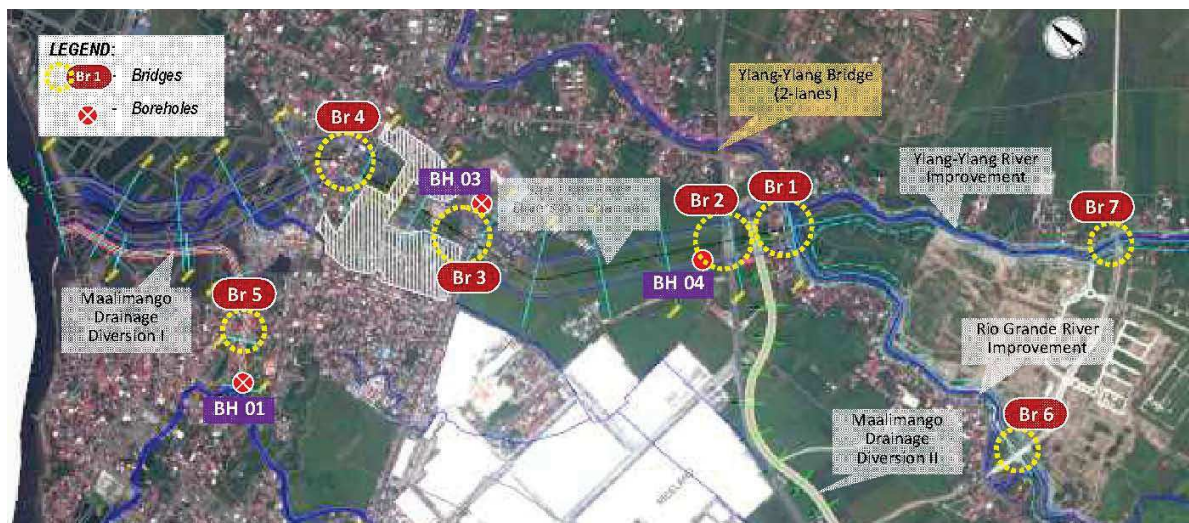 LEGEND:
Br 1 - Bridges
- Boreholes
Br 4
BH 03
Ylang-Ylang Bridge
(2-lanes)
Ylang-Ylang River
Improvement
Br 2
Br 1
Br 7
Br 3
BH 04
Maalimango
Drainage
Diversion I
Br 5
BH 01
Rio Grande River
Improvement
Maalimango
Drainage
Diversion II
Br 6